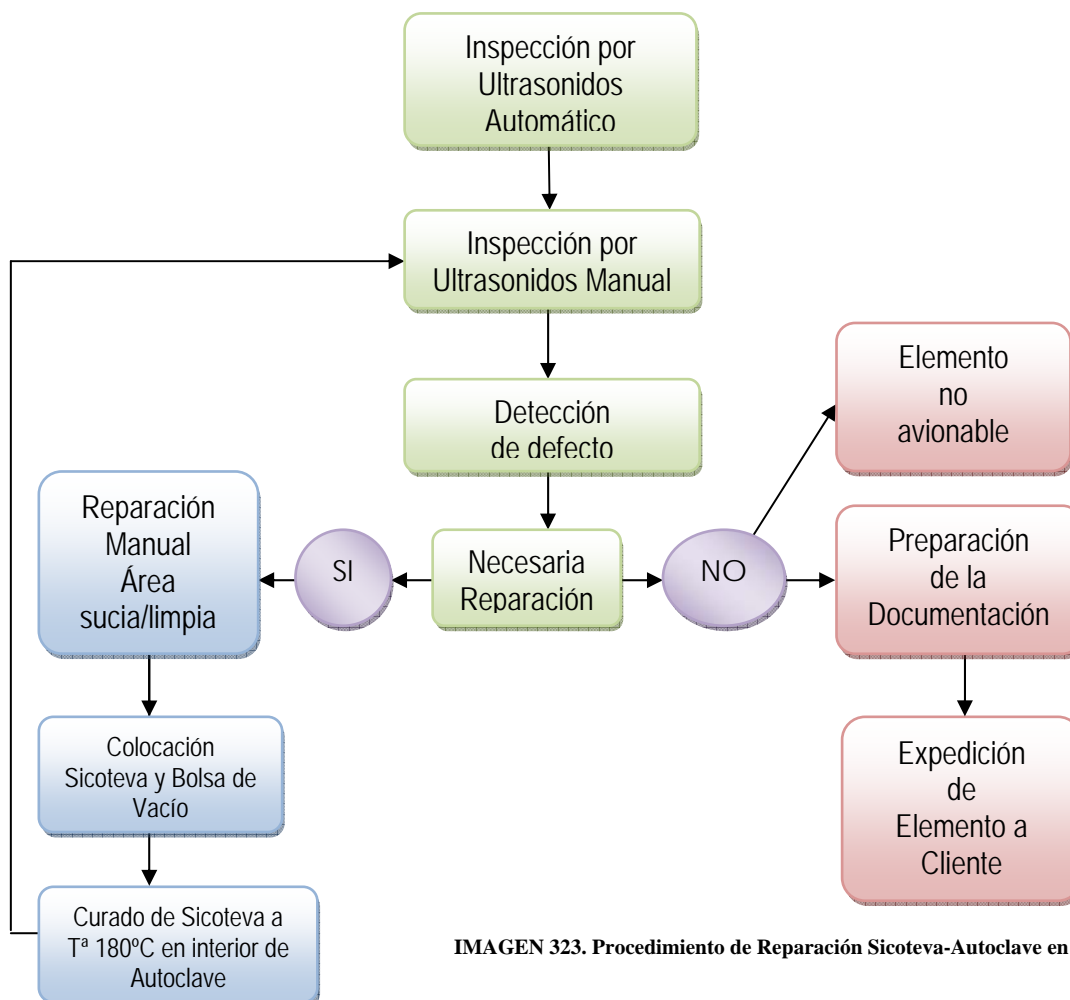 Inspección por
Ultrasonidos
Automático
Inspección por
Ultrasonidos Manual
Detección
de defecto
Elemento
no
avionable
Reparación
Manual
Área
sucia/limpia
SI
Necesaria
Reparación
NO
Preparación
de la
Documentación
Colocación
Sicoteva y Bolsa de
Vacío
Expedición
de
Elemento a
Cliente
Curado de Sicoteva a
Tª 180ºC en interior de
Autoclave
IMAGEN 323. Procedimiento de Reparación Sicoteva-Autoclave en